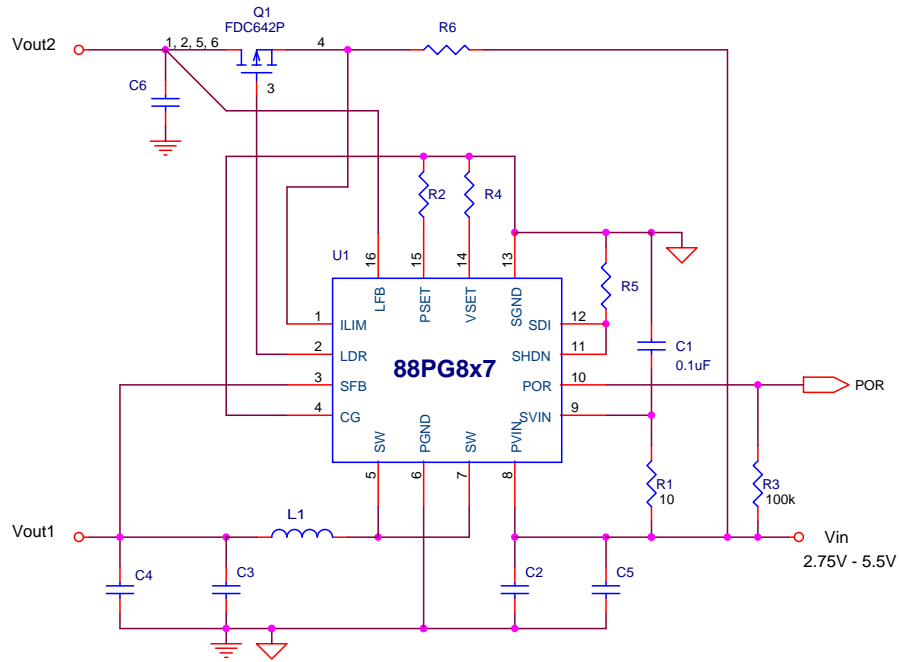 Q1
FDC642P
Vout2
1, 2, 5, 6
4
R6
3
C6
R2
R4
U1
16
15
14
13
LFB
PSET
VSET
SGND
R5
1
ILIM
SDI
12
2
LDR
SHDN
11
C1
0.1uF
88PG8x7
3
SFB
POR
10
POR
4
CG
SVIN
9
SW
PGND
SW
PVIN
5
6
7
8
R1
10
R3
100k
L1
Vout1
Vin
2.75V - 5.5V
C4
C3
C2
C5